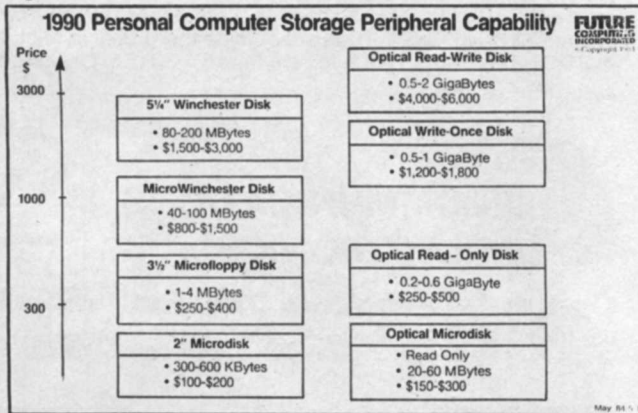 1990 Personal Computer Storage Peripheral Capability
FUTURE
COMPUTING
INCORPORATED
Price
$
3000
1000
300
5¼" Winchester Disk
• 80-200 MBytes
• $1,500-$3,000
MicroWinchester Disk
• 40-100 MBytes
• $800-$1,500
3½" Microfloppy Disk
• 1-4 MBytes
• $250-$400
2" Microdisk
• 300-600 KBytes
• $100-$200
Optical Read-Write Disk
• 0.5-2 GigaBytes
• $4,000-$6,000
Optical Write-Once Disk
• 0.5-1 GigaByte
• $1,200-$1,800
Optical Read-Only Disk
• 0.2-0.6 GigaByte
• $250-$500
Optical Microdisk
• Read Only
• 20-60 MBytes
• $150-$300
May